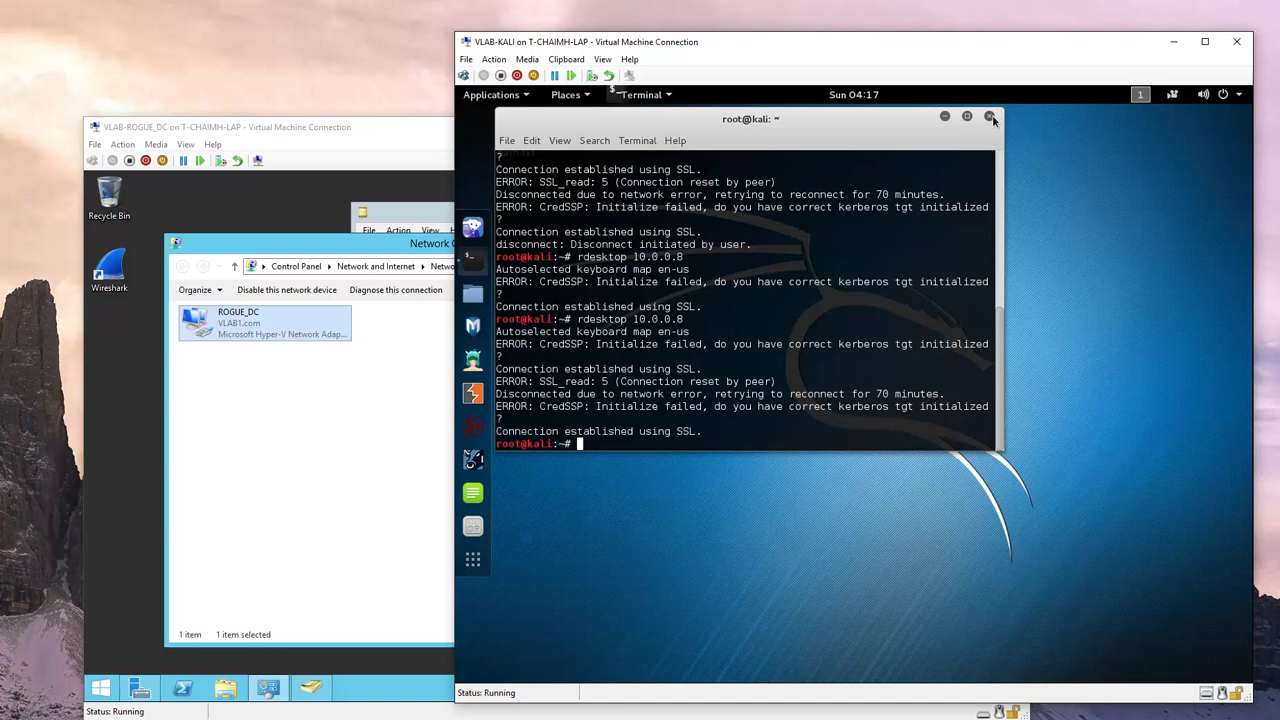 VLAB-KALI on T-CHAIMH-LAP - Virtual Machine Connection
File Action Media Clipboard View Help
Applications Places Terminal Sun 04:17 1
root@kali: ~
File Edit View Search Terminal Help
?
Connection established using SSL.
ERROR: SSL_read: 5 (Connection reset by peer)
Disconnected due to network error, retrying to reconnect for 70 minutes.
ERROR: CredSSP: Initialize failed, do you have correct kerberos tgt initialized
?
Connection established using SSL.
disconnect: Disconnect initiated by user.
root@kali:~# rdesktop 10.0.0.8
Autoselected keyboard map en-us
ERROR: CredSSP: Initialize failed, do you have correct kerberos tgt initialized
?
Connection established using SSL.
root@kali:~# rdesktop 10.0.0.8
Autoselected keyboard map en-us
ERROR: CredSSP: Initialize failed, do you have correct kerberos tgt initialized
?
Connection established using SSL.
ERROR: SSL_read: 5 (Connection reset by peer)
Disconnected due to network error, retrying to reconnect for 70 minutes.
ERROR: CredSSP: Initialize failed, do you have correct kerberos tgt initialized
?
Connection established using SSL.
root@kali:~#
Status: Running
VLAB-ROGUE_DC on T-CHAIMH-LAP - Virtual Machine Connection
File Action Media View Help
Recycle Bin
Wireshark
File Action View
Network
Control Panel Network and Internet
Organize Disable this network device Diagnose this connection
ROGUE_DC
VLAB1.com
Microsoft Hyper-V Network Adap...
1 item 1 item selected
Status: Running